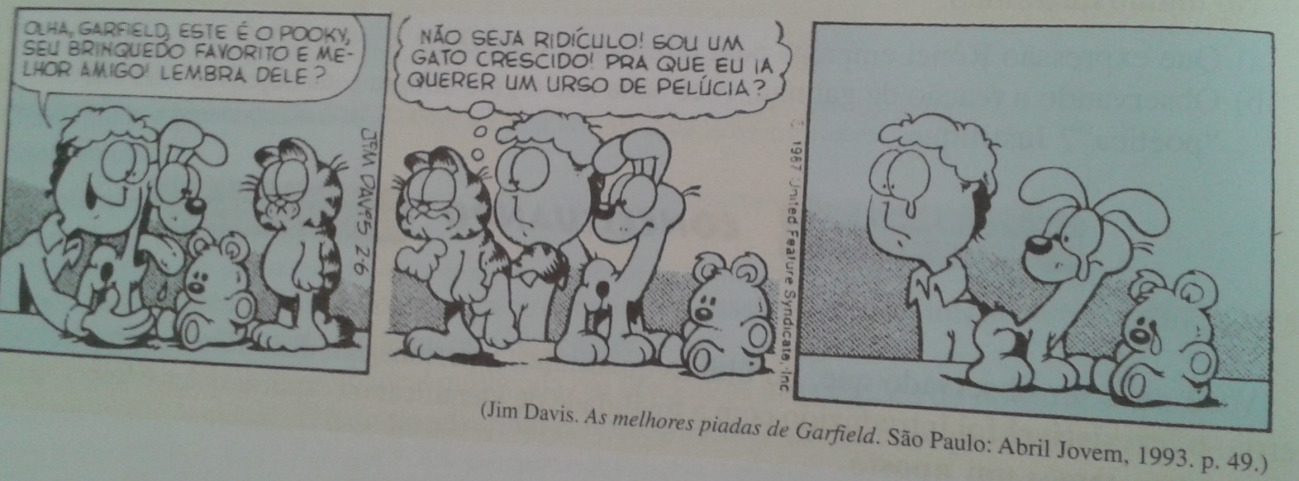 OLHA, GARFIELD, ESTE É O POOKY,
SEU BRINQUEDO FAVORITO E ME-
LHOR AMIGO! LEMBRA DELE?
JIM DAVIS 2-6
NÃO SEJA RIDÍCULO! SOU UM
GATO CRESCIDO! PRA QUE EU IA
QUERER UM URSO DE PELÚCIA?
© 1987 United Feature Syndicate, Inc
(Jim Davis. As melhores piadas de Garfield. São Paulo: Abril Jovem, 1993. p. 49.)